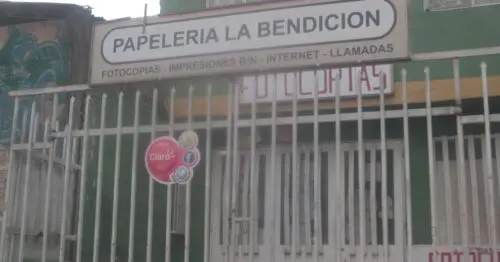 PAPELERIA LA BENDICION
FOTOCOPIAS - IMPRESIONES B/N - INTERNET - LLAMADAS
FOTOCOPIAS
Claro